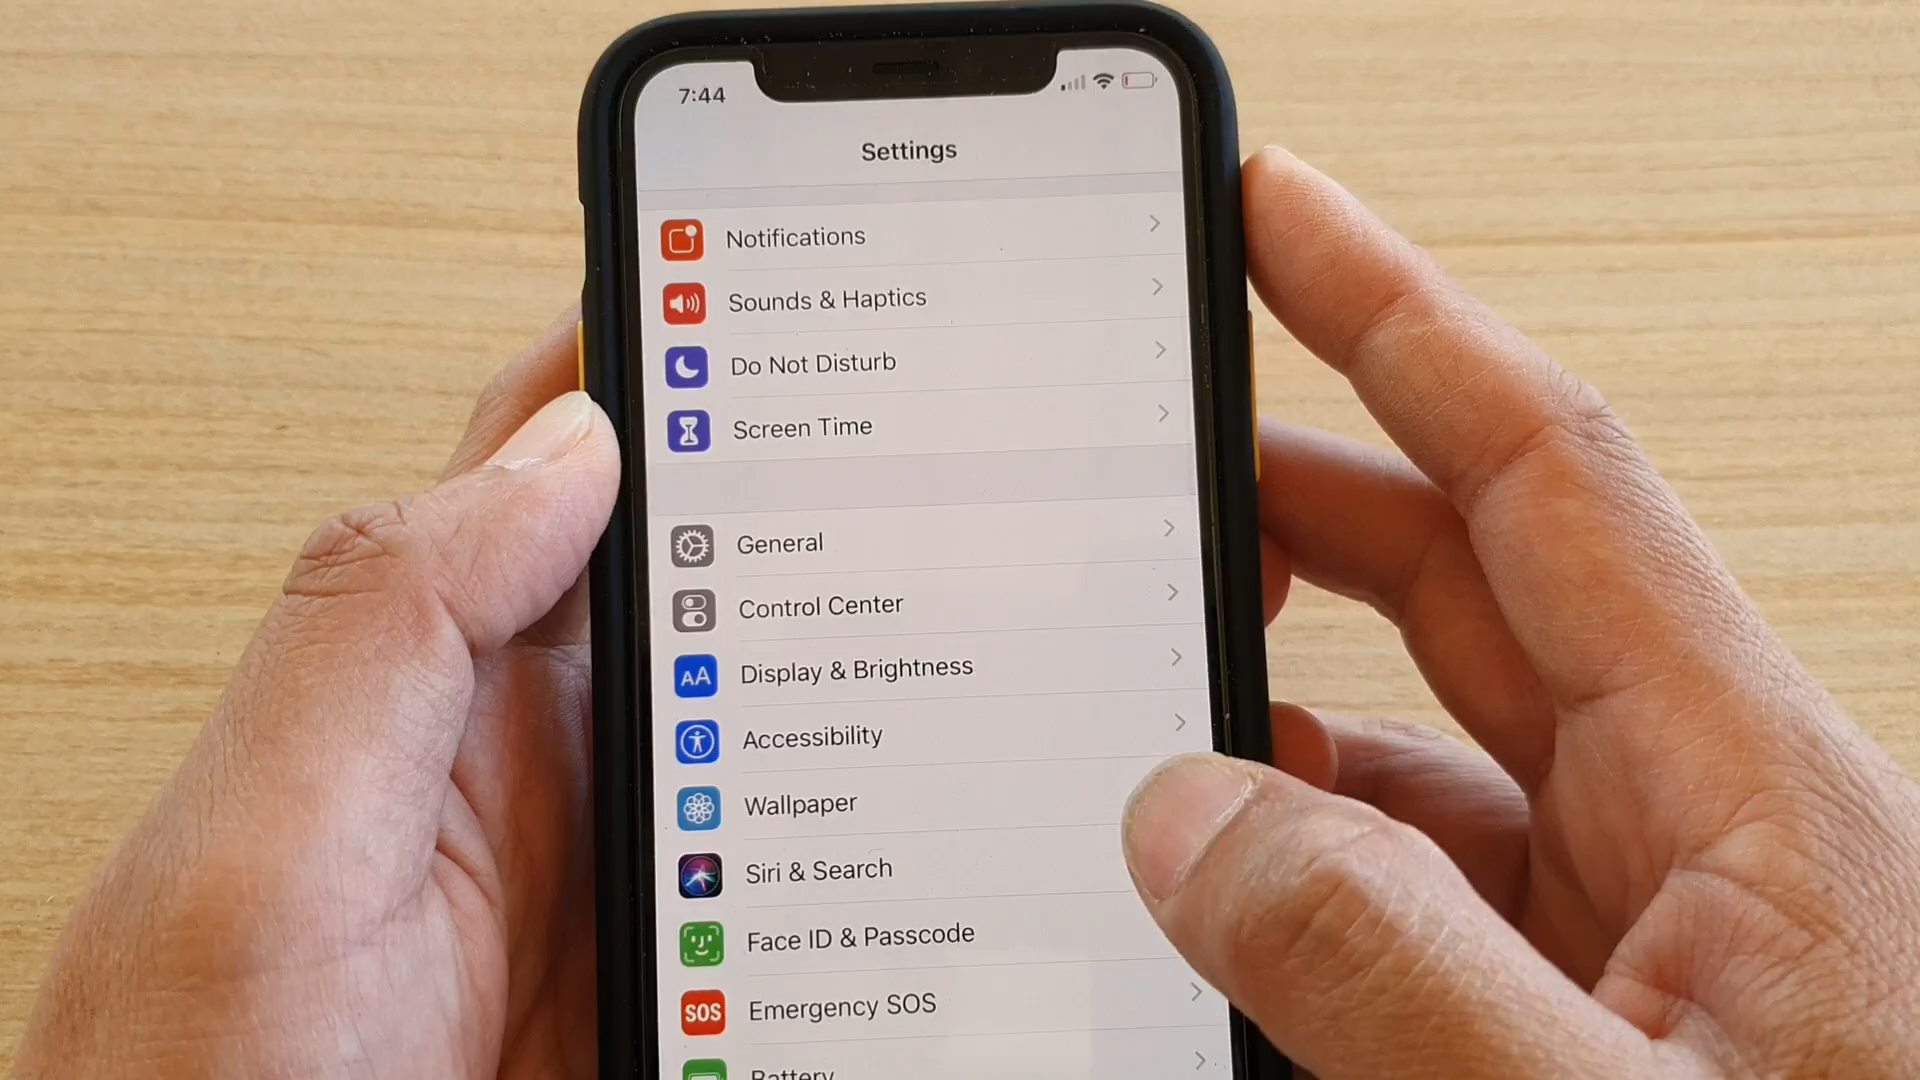 7:44
Settings
Notifications
Sounds & Haptics
Do Not Disturb
Screen Time
General
Control Center
AA Display & Brightness
Accessibility
Wallpaper
Siri & Search
Face ID & Passcode
SOS Emergency SOS
Battery